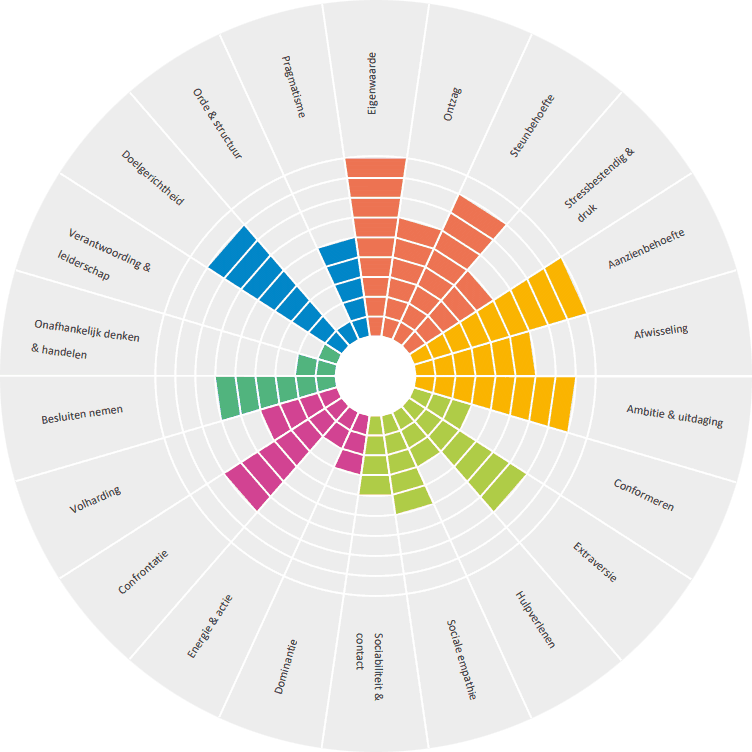 Eigenwaarde
Ontzag
Steunbehoefte
Stressbestendig &
druk
Aanzienbehoefte
Afwisseling
Ambitie & uitdaging
Conformeren
Extraversie
Hulpverlenen
Sociale empathie
Sociabiliteit &
contact
Dominantie
Energie & actie
Confrontatie
Volharding
Besluiten nemen
Onafhankelijk denken
& handelen
Verantwoording &
leiderschap
Doelgerichtheid
Orde & structuur
Pragmatisme